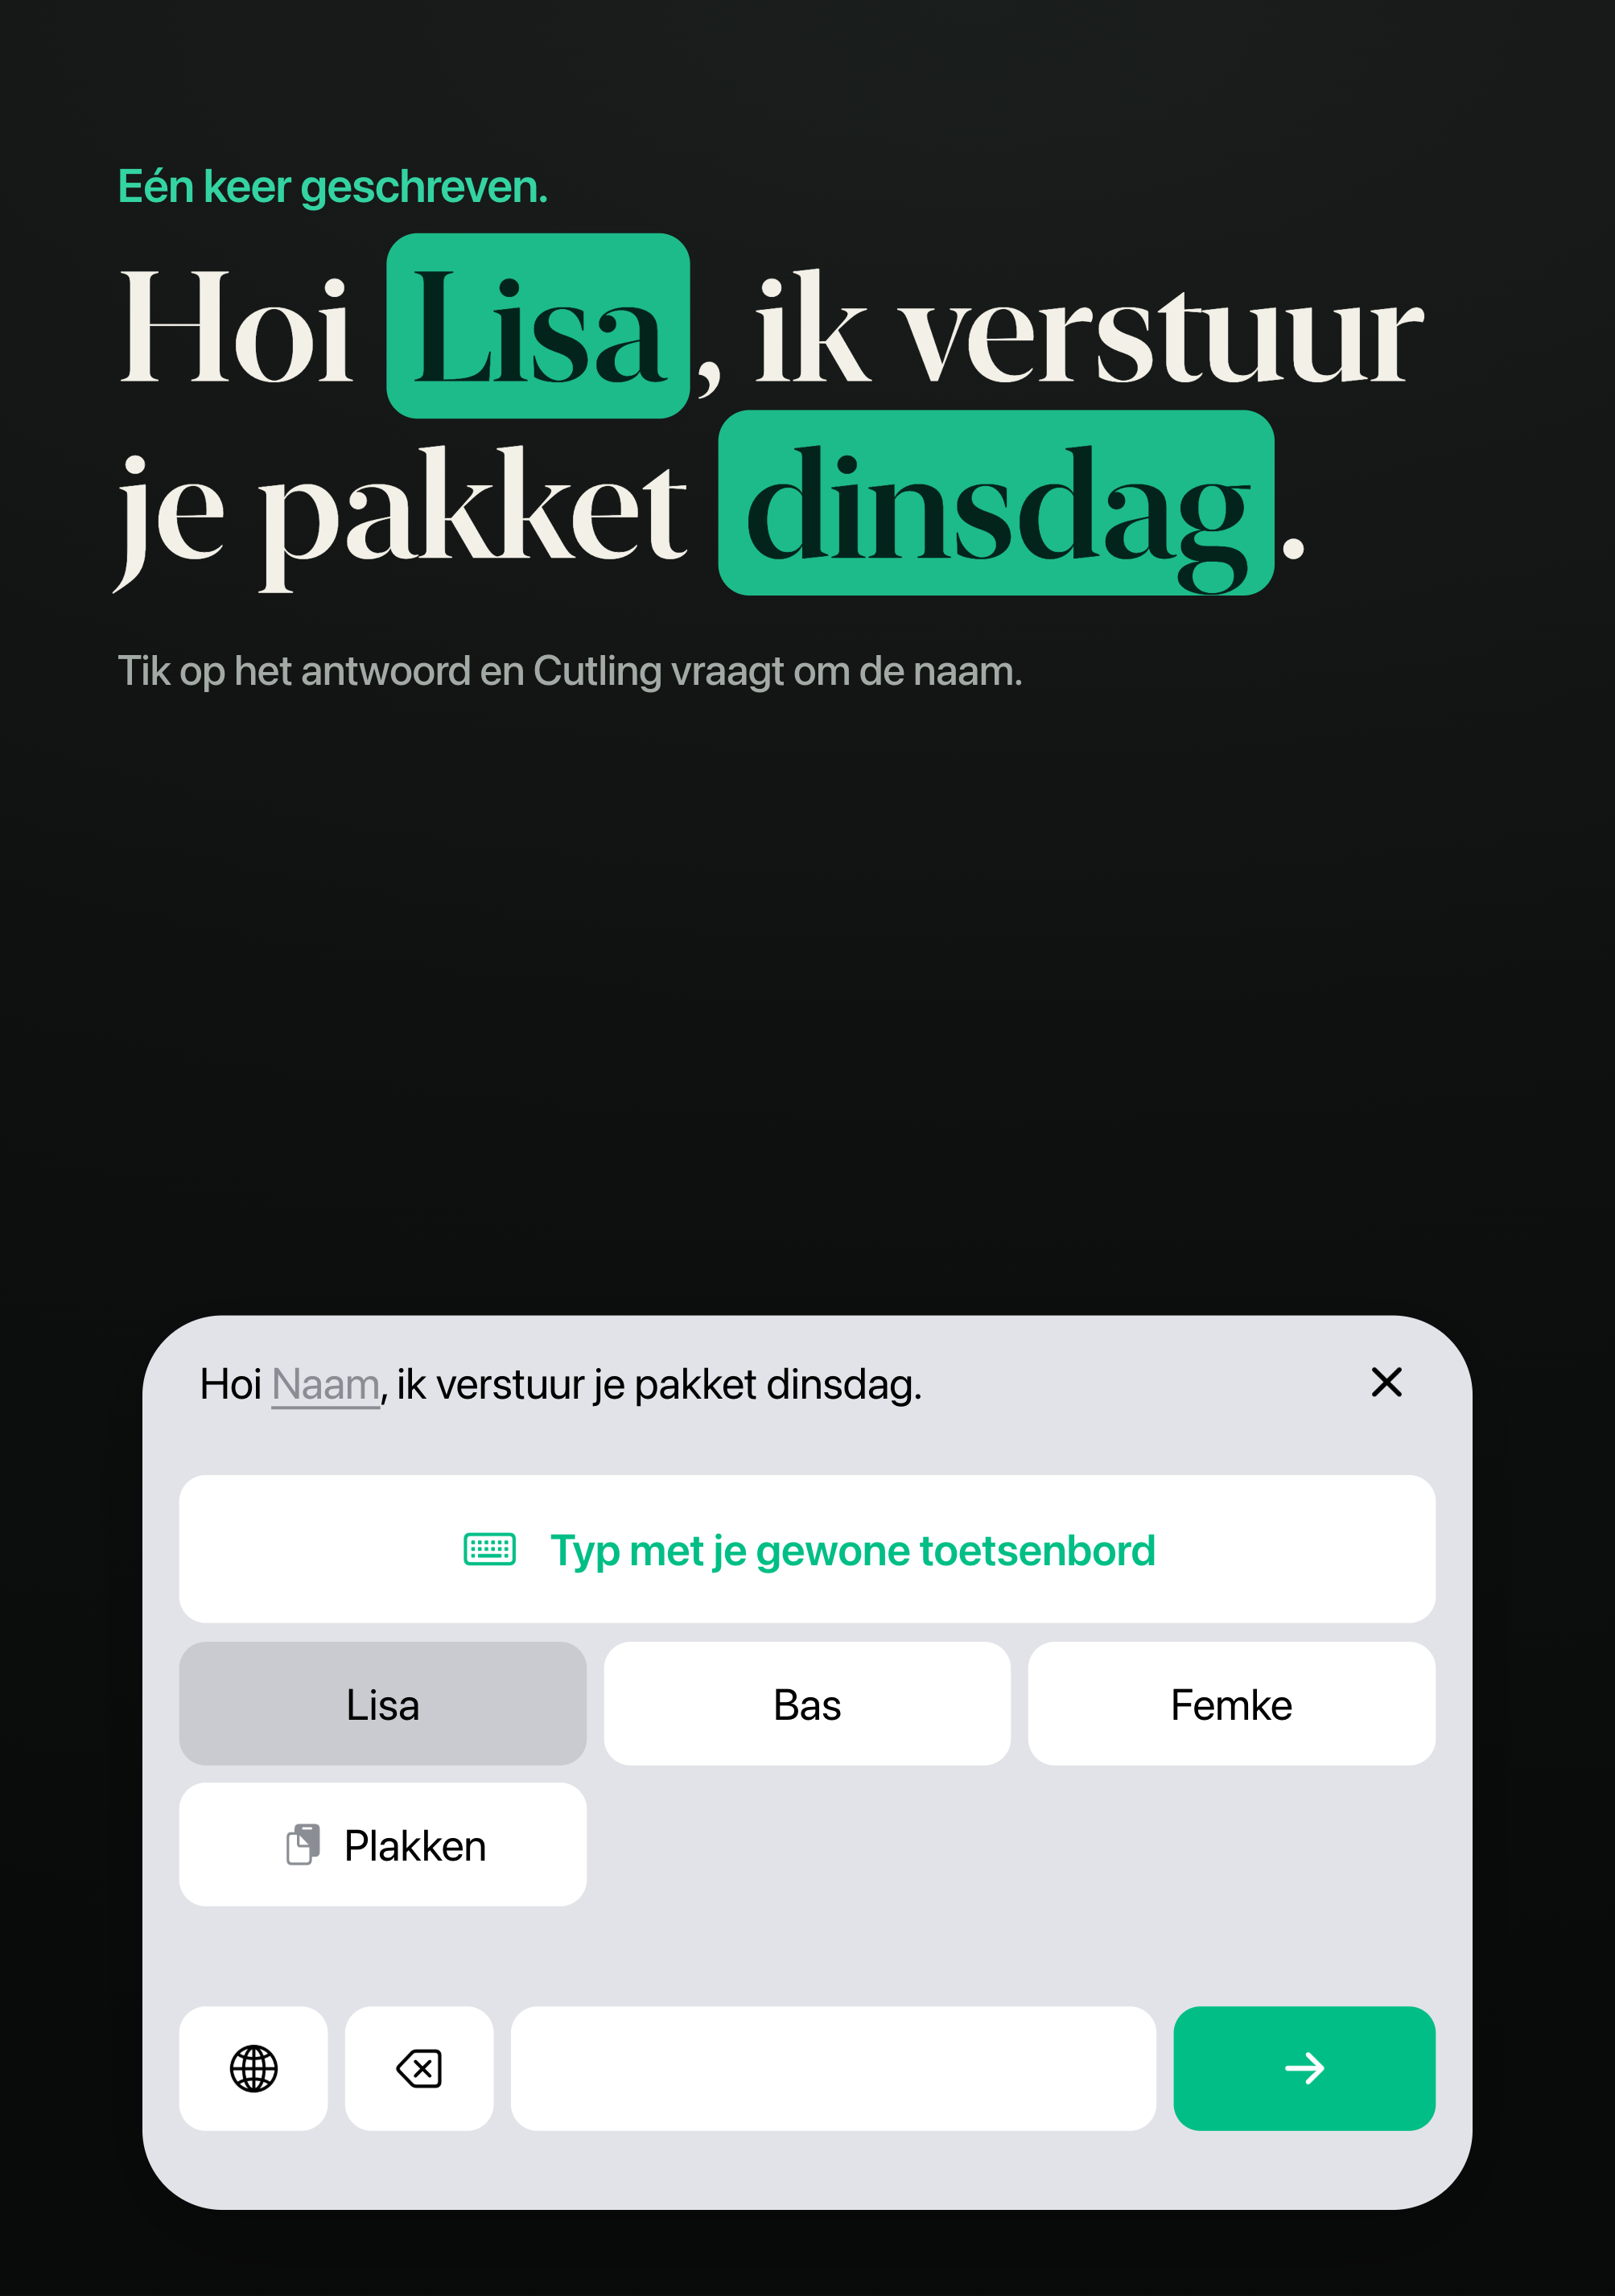 Eén keer geschreven.
Hoi Lisa, ik verstuur
je pakket dinsdag.
Tik op het antwoord en Cutling vraagt om de naam.
Hoi Naam, ik verstuur je pakket dinsdag.
Typ met je gewone toetsenbord
Lisa
Bas
Femke
Plakken